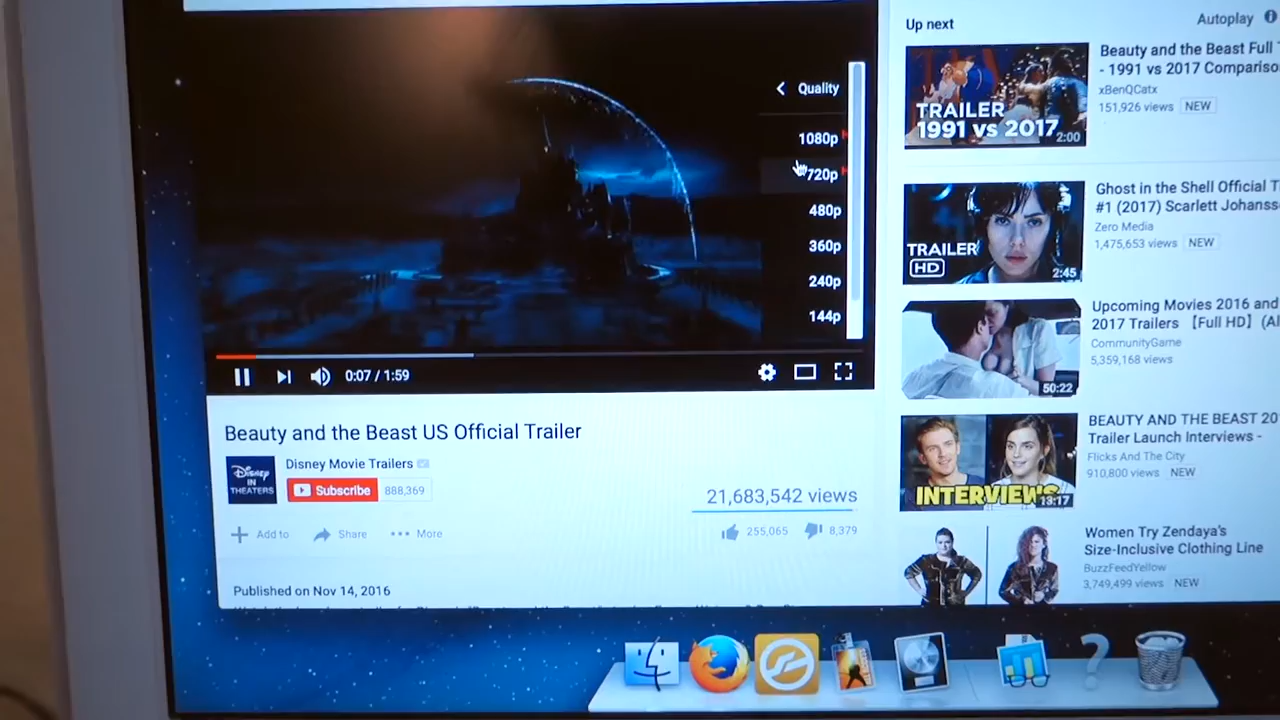 Quality
1080p
720p
480p
360p
240p
144p
0:07 / 1:59
Beauty and the Beast US Official Trailer
Disney
IN
THEATERS
Disney Movie Trailers
Subscribe 888,369
21,683,542 views
Add to Share More
255,065 8,379
Published on Nov 14, 2016
Up next Autoplay
TRAILER
1991 vs 2017
2:00
Beauty and the Beast Full
- 1991 vs 2017 Compariso
xBenQCatx
151,926 views NEW
TRAILER
HD
2:45
Ghost in the Shell Official T
#1 (2017) Scarlett Johanss
Zero Media
1,475,653 views NEW
50:22
Upcoming Movies 2016 and
2017 Trailers 【Full HD】 (Al
CommunityGame
5,359,168 views
INTERVIEWS
13:17
BEAUTY AND THE BEAST 20
Trailer Launch Interviews -
Flicks And The City
910,800 views NEW
Women Try Zendaya's
Size-Inclusive Clothing Line
BuzzFeedYellow
3,749,499 views NEW
?